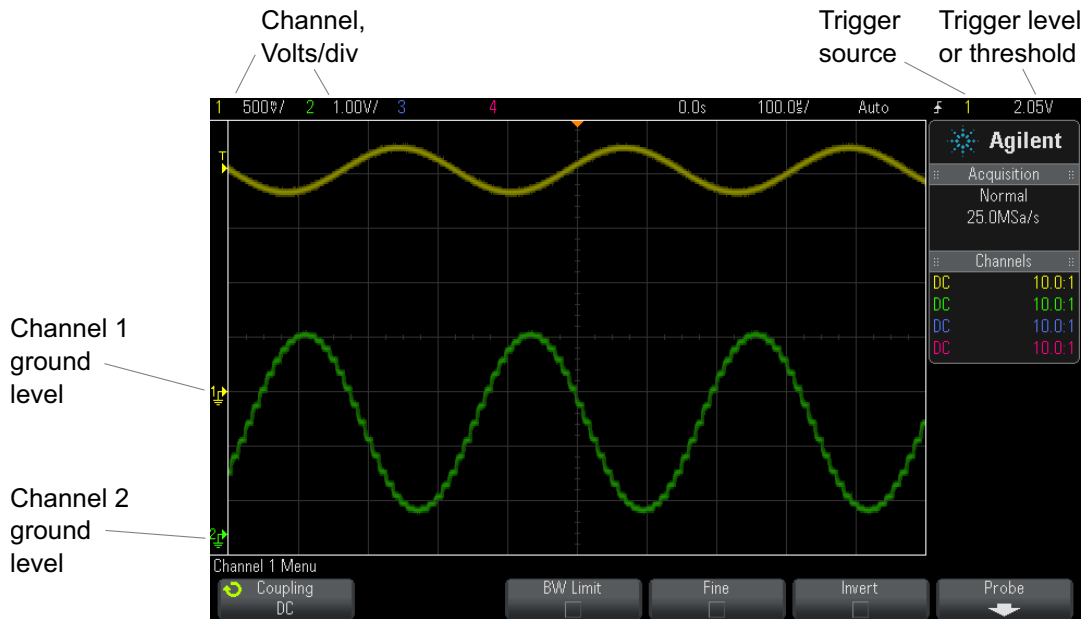 Channel,
Volts/div
Trigger
source
Trigger level
or threshold
1 500mV/ 2 1.00V/ 3 4 0.0s 100.0us/ Auto 1 2.05V
T
Agilent
Acquisition
Normal
25.0MSa/s
Channels
DC 10.0:1
DC 10.0:1
DC 10.0:1
DC 10.0:1
Channel 1
ground
level
1
Channel 2
ground
level
2
Channel 1 Menu
Coupling
DC
BW Limit
Fine
Invert
Probe